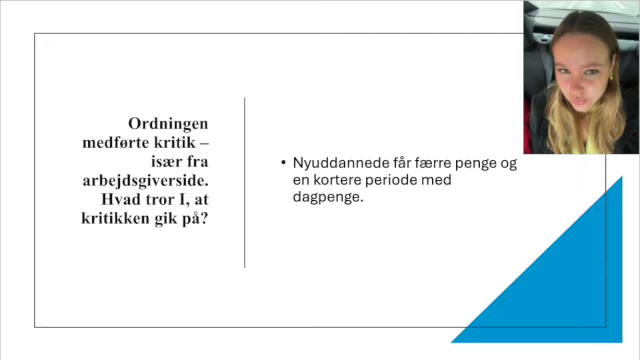 Ordningen
medførte kritik –
især fra
arbejdsgiverside.
Hvad tror I, at
kritikken gik på?
• Nyuddannede får færre penge og
en kortere periode med
dagpenge.